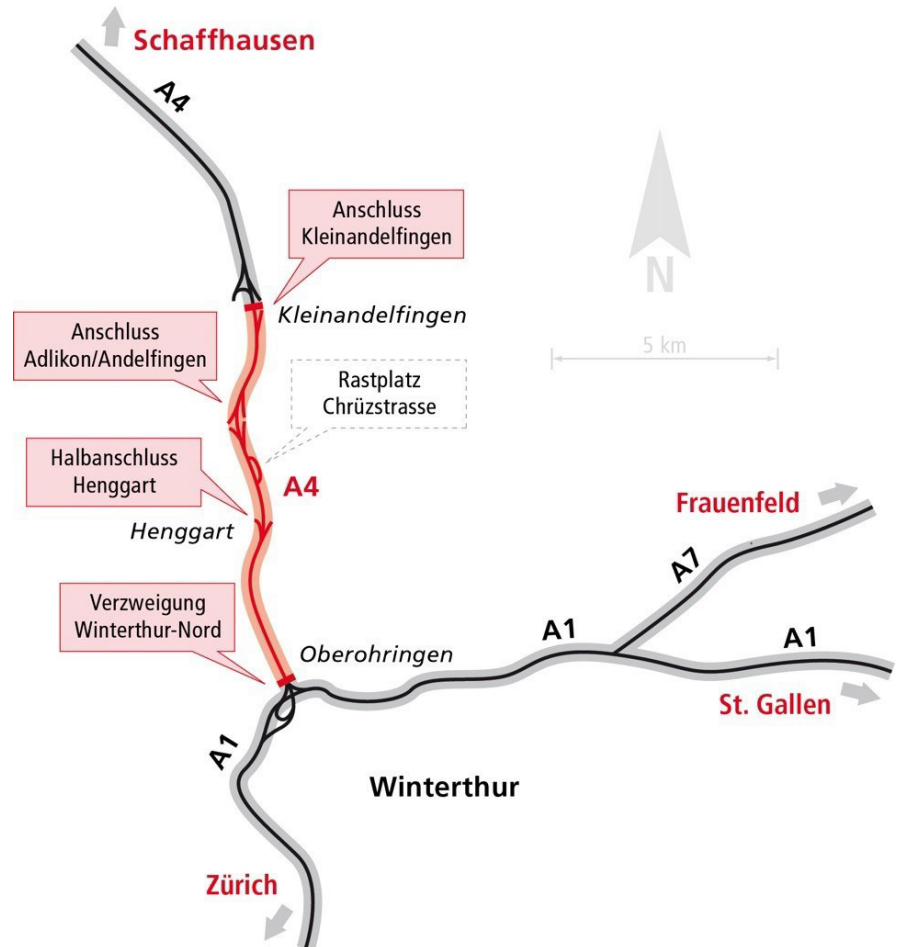 Schaffhausen
A4
Anschluss
Kleinandelfingen
Kleinandelfingen
N
5 km
Anschluss
Adlikon/Andelfingen
Rastplatz
Chrüzstrasse
Halbanschluss
Henggart
A4
Henggart
Frauenfeld
A7
Verzweigung
Winterthur-Nord
Oberohringen
A1
A1
St. Gallen
A1
Winterthur
Zürich